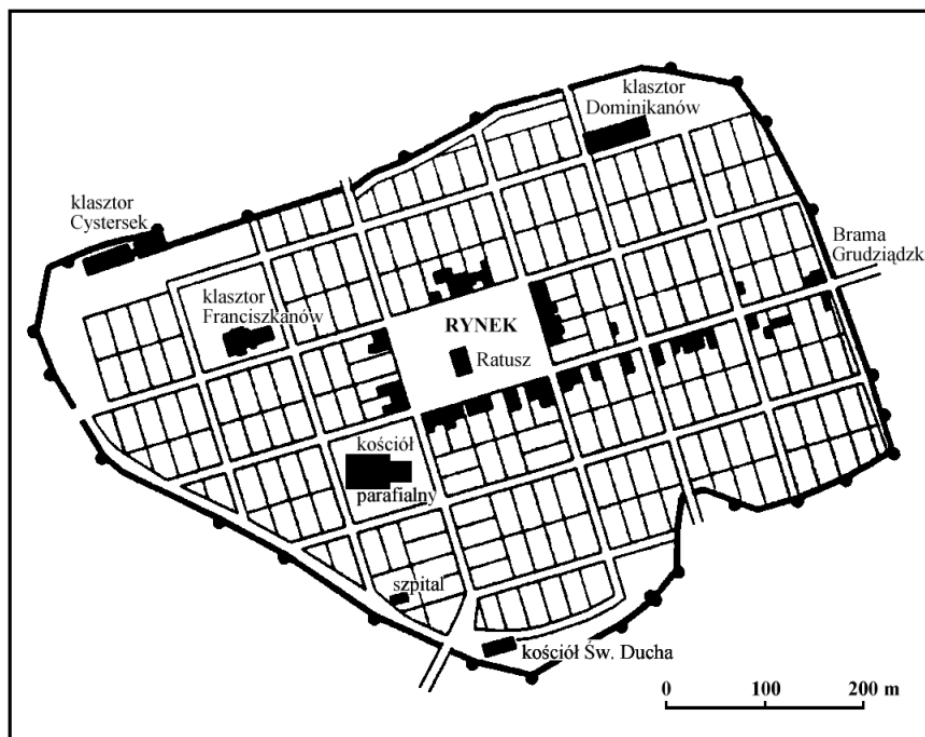 klasztor
Dominikanów
klasztor
Cystersek
Brama
Grudziądzk
klasztor
Franciszkanów
RYNEK
Ratusz
kościół
parafialny
szpital
kościół Św. Ducha
0 100 200 m